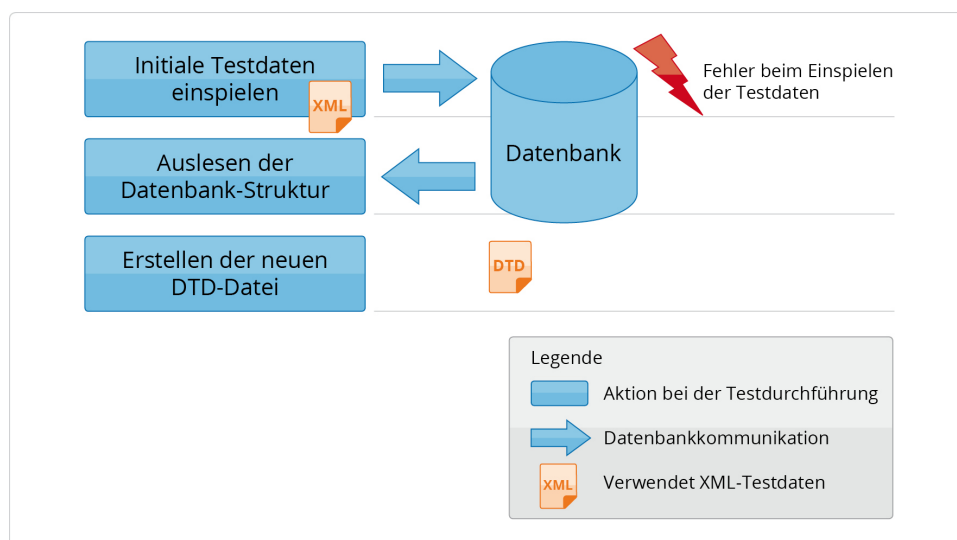 Initiale Testdaten
einspielen
XML
Fehler beim Einspielen
der Testdaten
Datenbank
Auslesen der
Datenbank-Struktur
Erstellen der neuen
DTD-Datei
DTD
Legende
Aktion bei der Testdurchführung
Datenbankkommunikation
XML
Verwendet XML-Testdaten